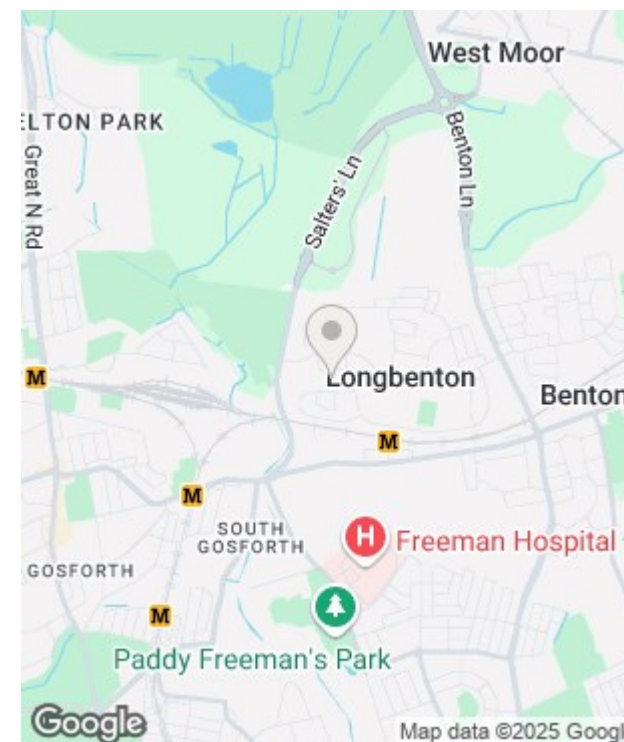 West Moor
ELTON PARK
Great N Rd
Salters' Ln
Benton Ln
Longbenton
Benton
M
M
M
M
SOUTH
GOSFORTH
GOSFORTH
H Freeman Hospital
Paddy Freeman's Park
Google
Map data ©2025 Googl